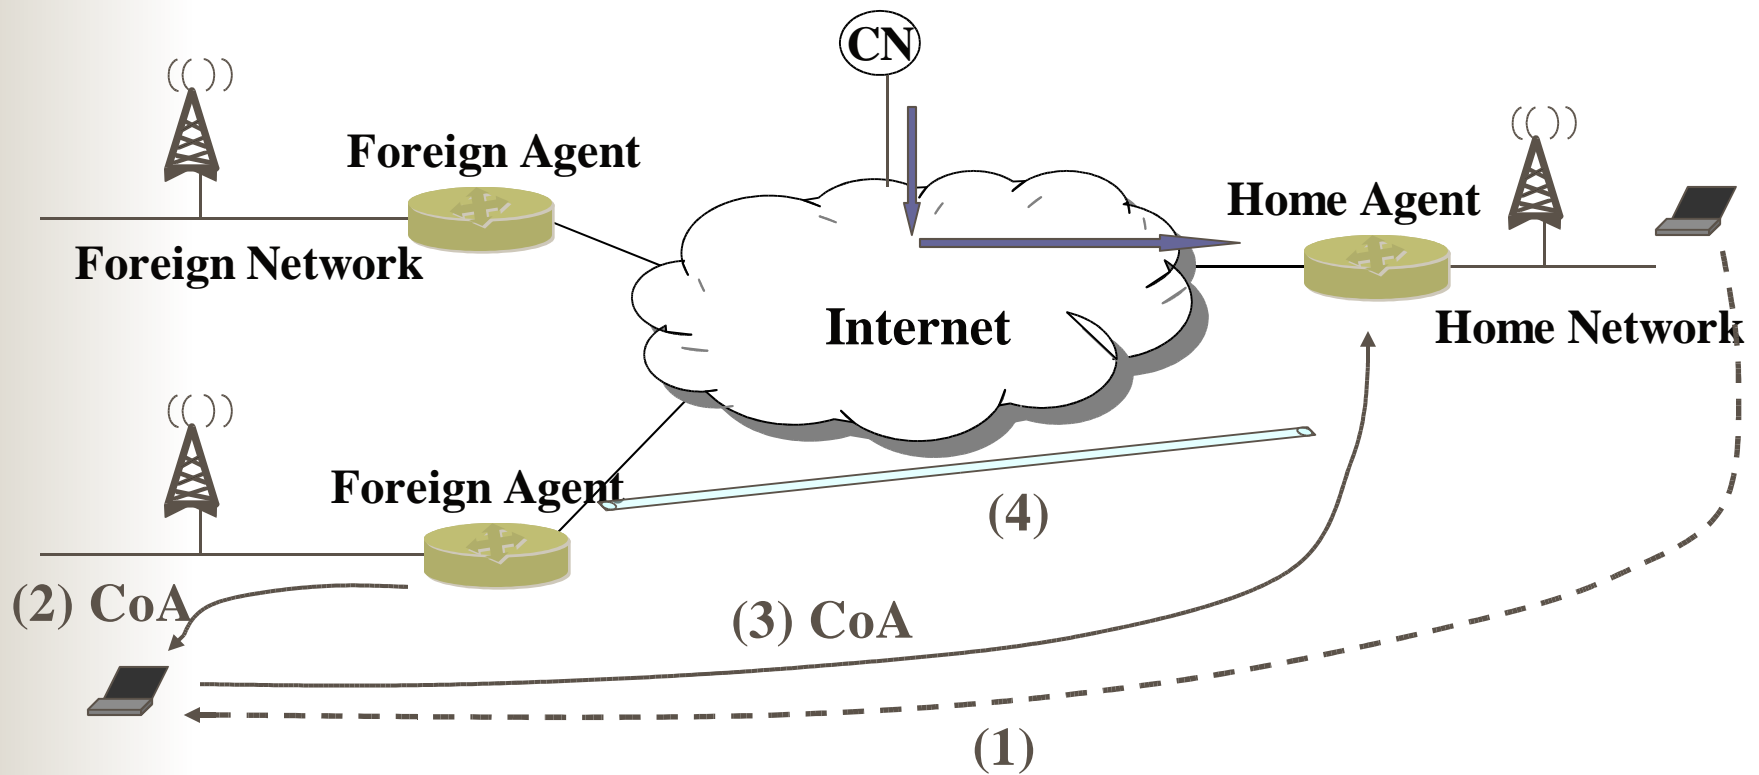 CN
Foreign Agent
Home Agent
Foreign Network
Internet
Home Network
Foreign Agent
(4)
(2) CoA
(3) CoA
(1)